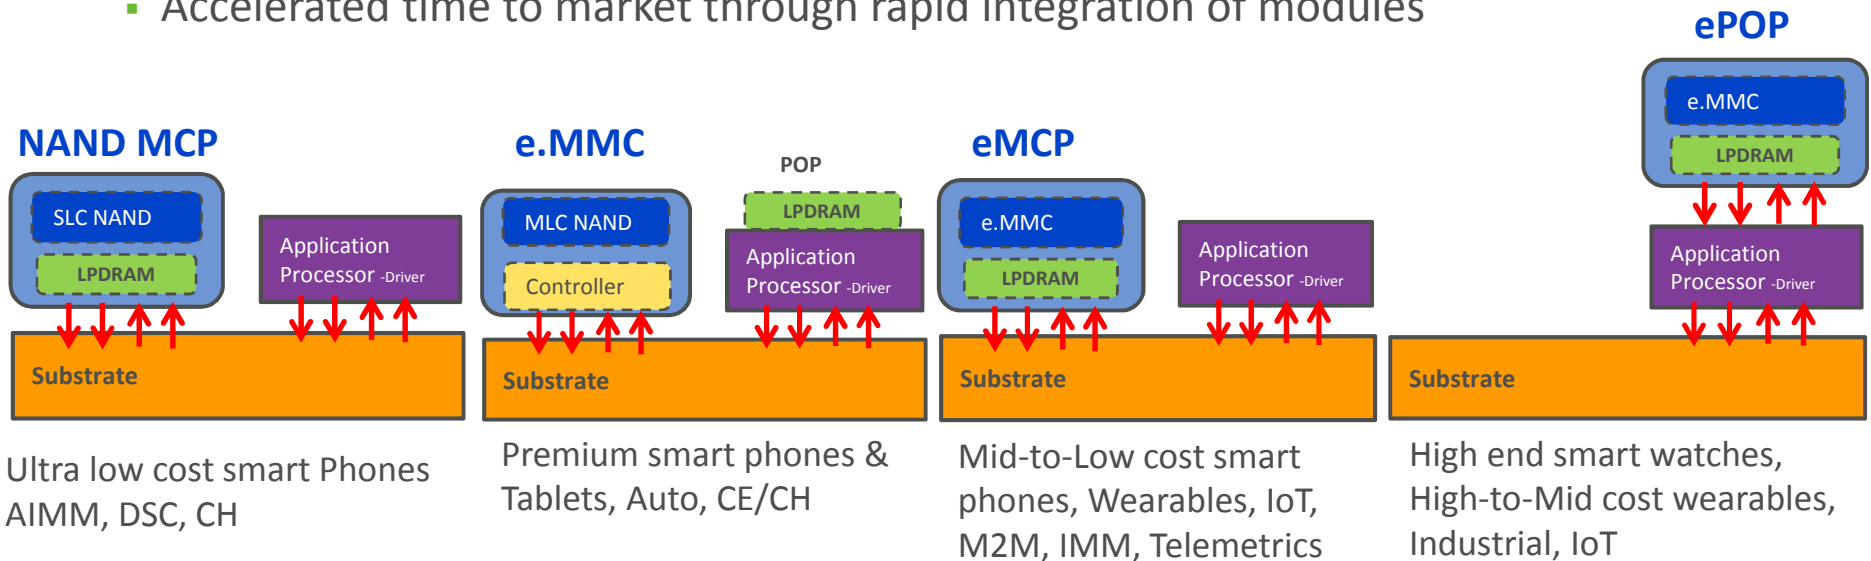 Accelerated time to market through rapid integration of modules
NAND MCP
SLC NAND
LPDRAM
Application
Processor -Driver
Substrate
Ultra low cost smart Phones
AIMM, DSC, CH
e.MMC
MLC NAND
Controller
POP
LPDRAM
Application
Processor -Driver
Substrate
Premium smart phones &
Tablets, Auto, CE/CH
eMCP
e.MMC
LPDRAM
Application
Processor -Driver
Substrate
Mid-to-Low cost smart
phones, Wearables, IoT,
M2M, IMM, Telemetrics
ePOP
e.MMC
LPDRAM
Application
Processor -Driver
Substrate
High end smart watches,
High-to-Mid cost wearables,
Industrial, IoT